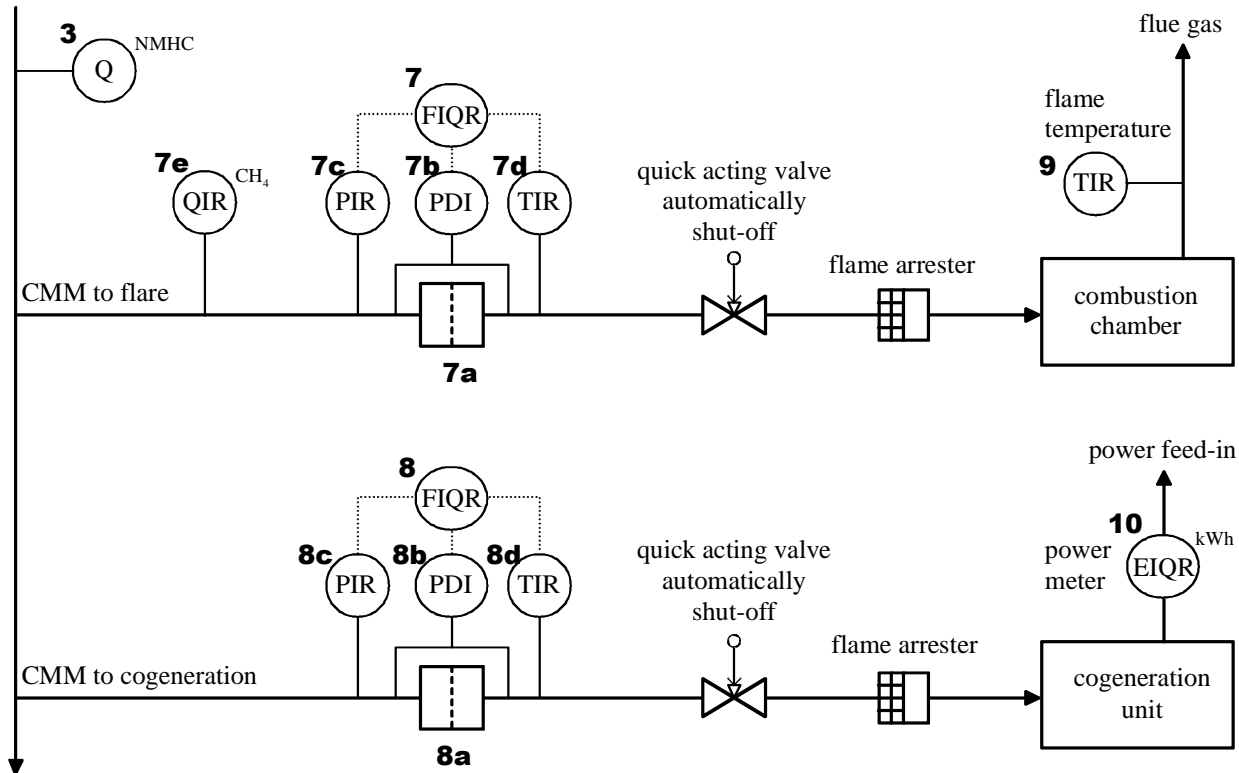 3
NMHC
Q
flue gas
7
FIQR
flame
temperature
9
TIR
7e
CH₄
QIR
7c
PIR
7b
PDI
7d
TIR
quick acting valve
automatically
shut-off
flame arrester
CMM to flare
7a
combustion
chamber
8
FIQR
power feed-in
10
kWh
power
meter
EIQR
8c
PIR
8b
PDI
8d
TIR
quick acting valve
automatically
shut-off
flame arrester
CMM to cogeneration
8a
cogeneration
unit